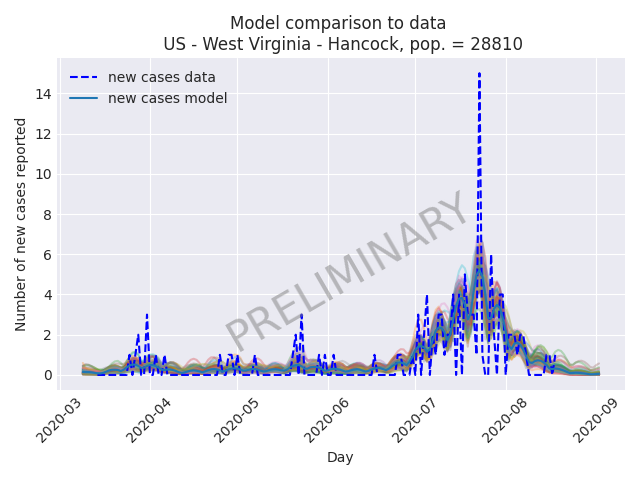 Model comparison to data
US - West Virginia - Hancock, pop. = 28810
new cases data
new cases model
Number of new cases reported
14
12
10
8
6
4
2
0
PRELIMINARY
2020-03
2020-04
2020-05
2020-06
2020-07
2020-08
2020-09
Day